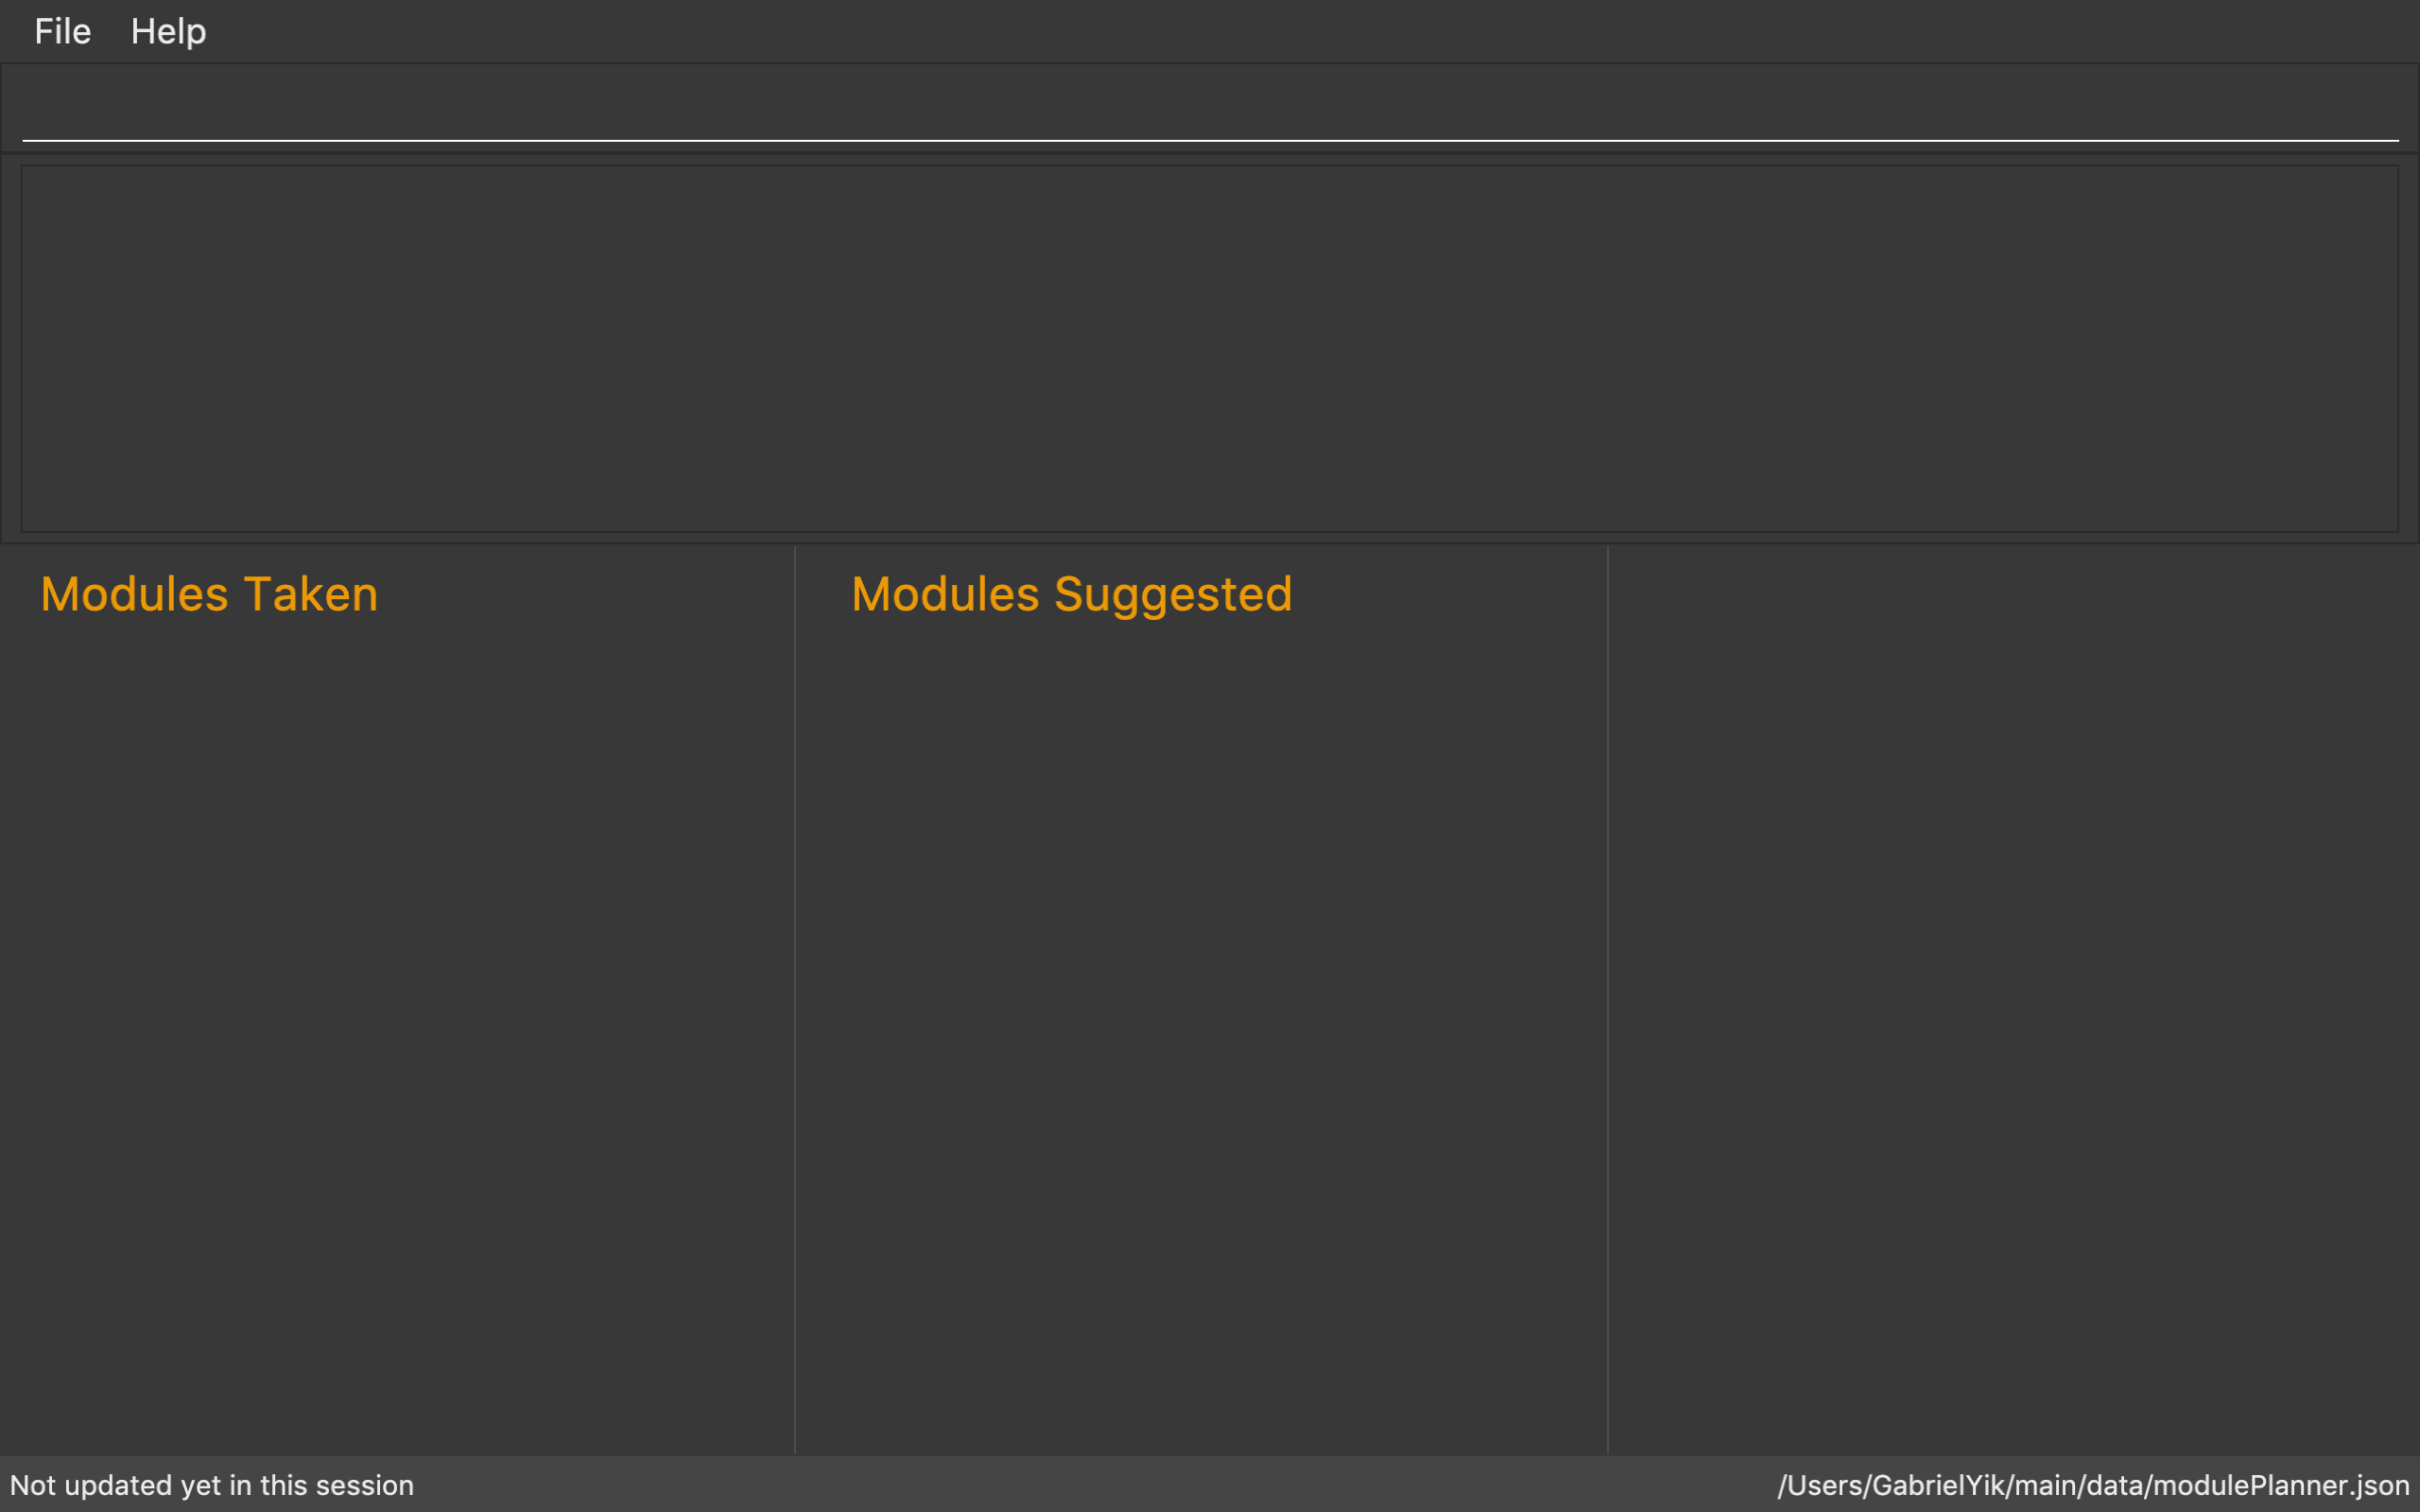 File Help
Modules Taken
Modules Suggested
Not updated yet in this session
/Users/GabrielYik/main/data/modulePlanner.json